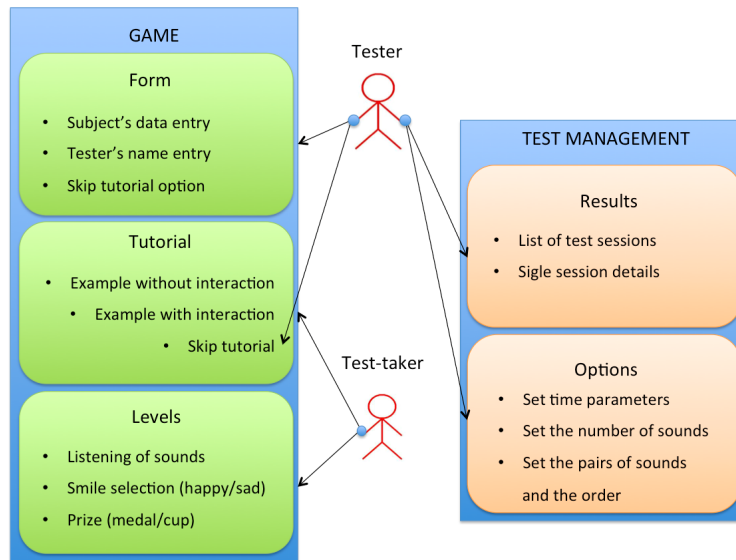 GAME
Form
• Subject's data entry
• Tester's name entry
• Skip tutorial option
Tutorial
• Example without interaction
• Example with interaction
• Skip tutorial
Levels
• Listening of sounds
• Smile selection (happy/sad)
• Prize (medal/cup)
Tester
Test-taker
TEST MANAGEMENT
Results
• List of test sessions
• Sigle session details
Options
• Set time parameters
• Set the number of sounds
• Set the pairs of sounds
and the order